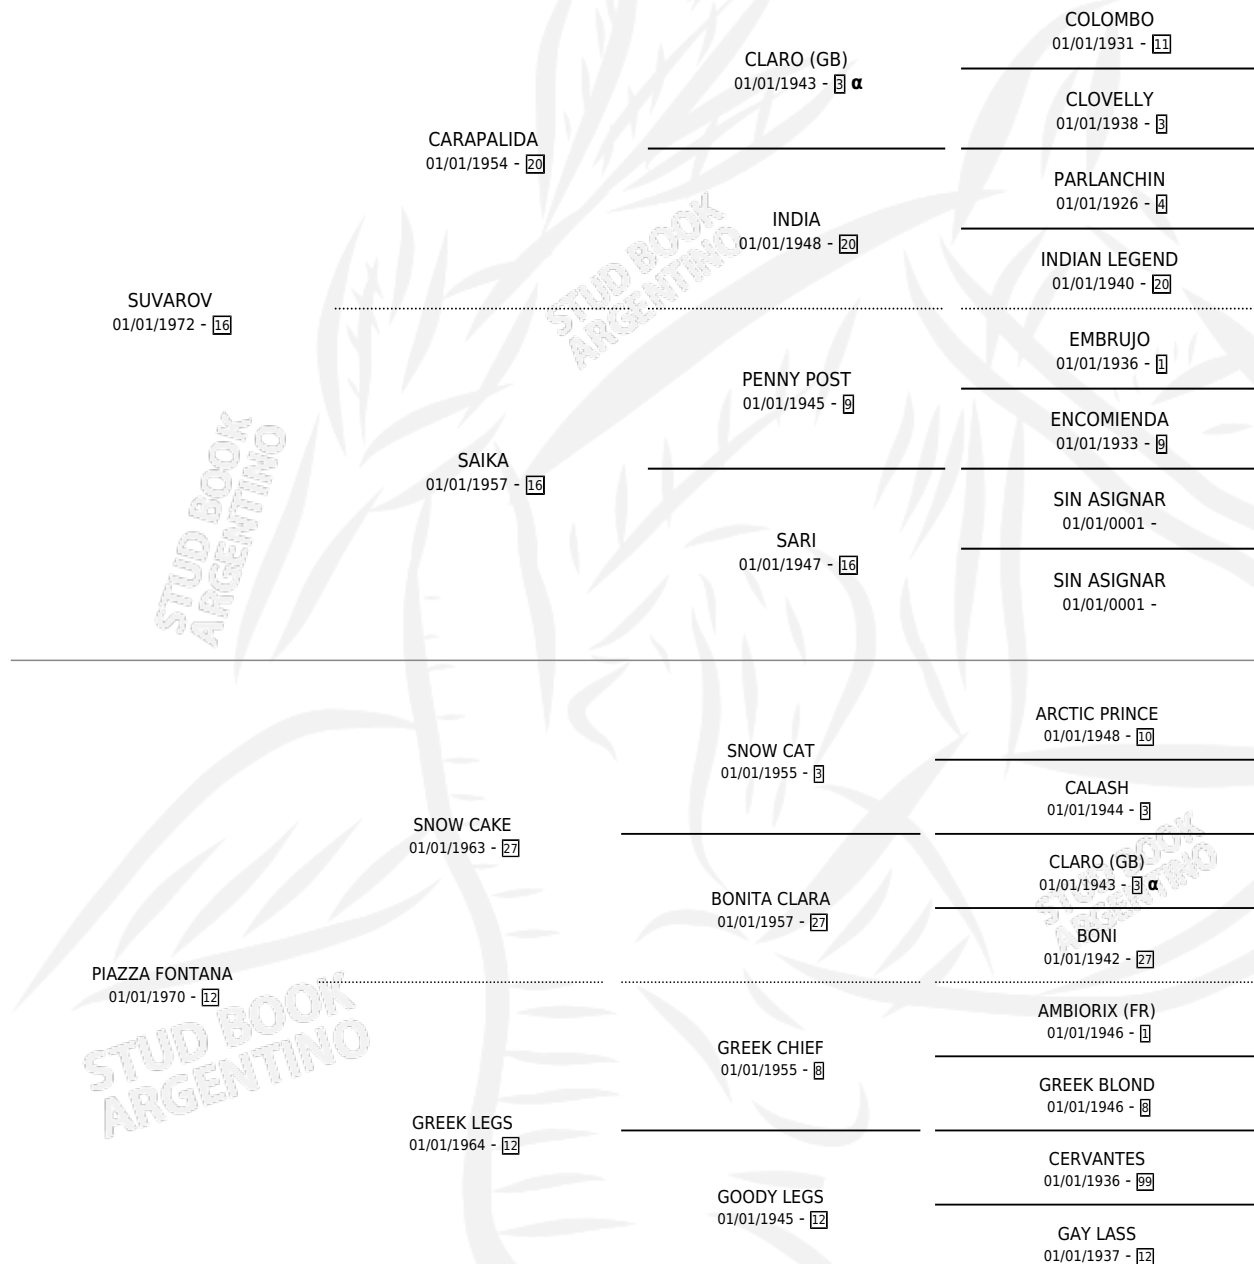 COLOMBO
01/01/1931 - 11
CLARO (GB)
01/01/1943 - 3 α
CLOVELLY
01/01/1938 - 3
CARAPALIDA
01/01/1954 - 20
PARLANCHIN
01/01/1926 - 4
INDIA
01/01/1948 - 20
INDIAN LEGEND
01/01/1940 - 20
SUVAROV
01/01/1972 - 16
EMBRUJO
01/01/1936 - 1
PENNY POST
01/01/1945 - 9
ENCOMIENDA
01/01/1933 - 9
SAIKA
01/01/1957 - 16
SIN ASIGNAR
01/01/0001 -
SARI
01/01/1947 - 16
SIN ASIGNAR
01/01/0001 -
ARCTIC PRINCE
01/01/1948 - 10
SNOW CAT
01/01/1955 - 3
CALASH
01/01/1944 - 3
SNOW CAKE
01/01/1963 - 27
CLARO (GB)
01/01/1943 - 3 α
BONITA CLARA
01/01/1957 - 27
BONI
01/01/1942 - 27
PIAZZA FONTANA
01/01/1970 - 12
AMBIORIX (FR)
01/01/1946 - 1
GREEK CHIEF
01/01/1955 - 8
GREEK BLOND
01/01/1946 - 8
GREEK LEGS
01/01/1964 - 12
CERVANTES
01/01/1936 - 99
GOODY LEGS
01/01/1945 - 12
GAY LASS
01/01/1937 - 12
STUD BOOK
ARGENTINO
STUD BOOK
ARGENTINO
STUD BOOK
ARGENTINO
STUD BOOK
ARGENTINO